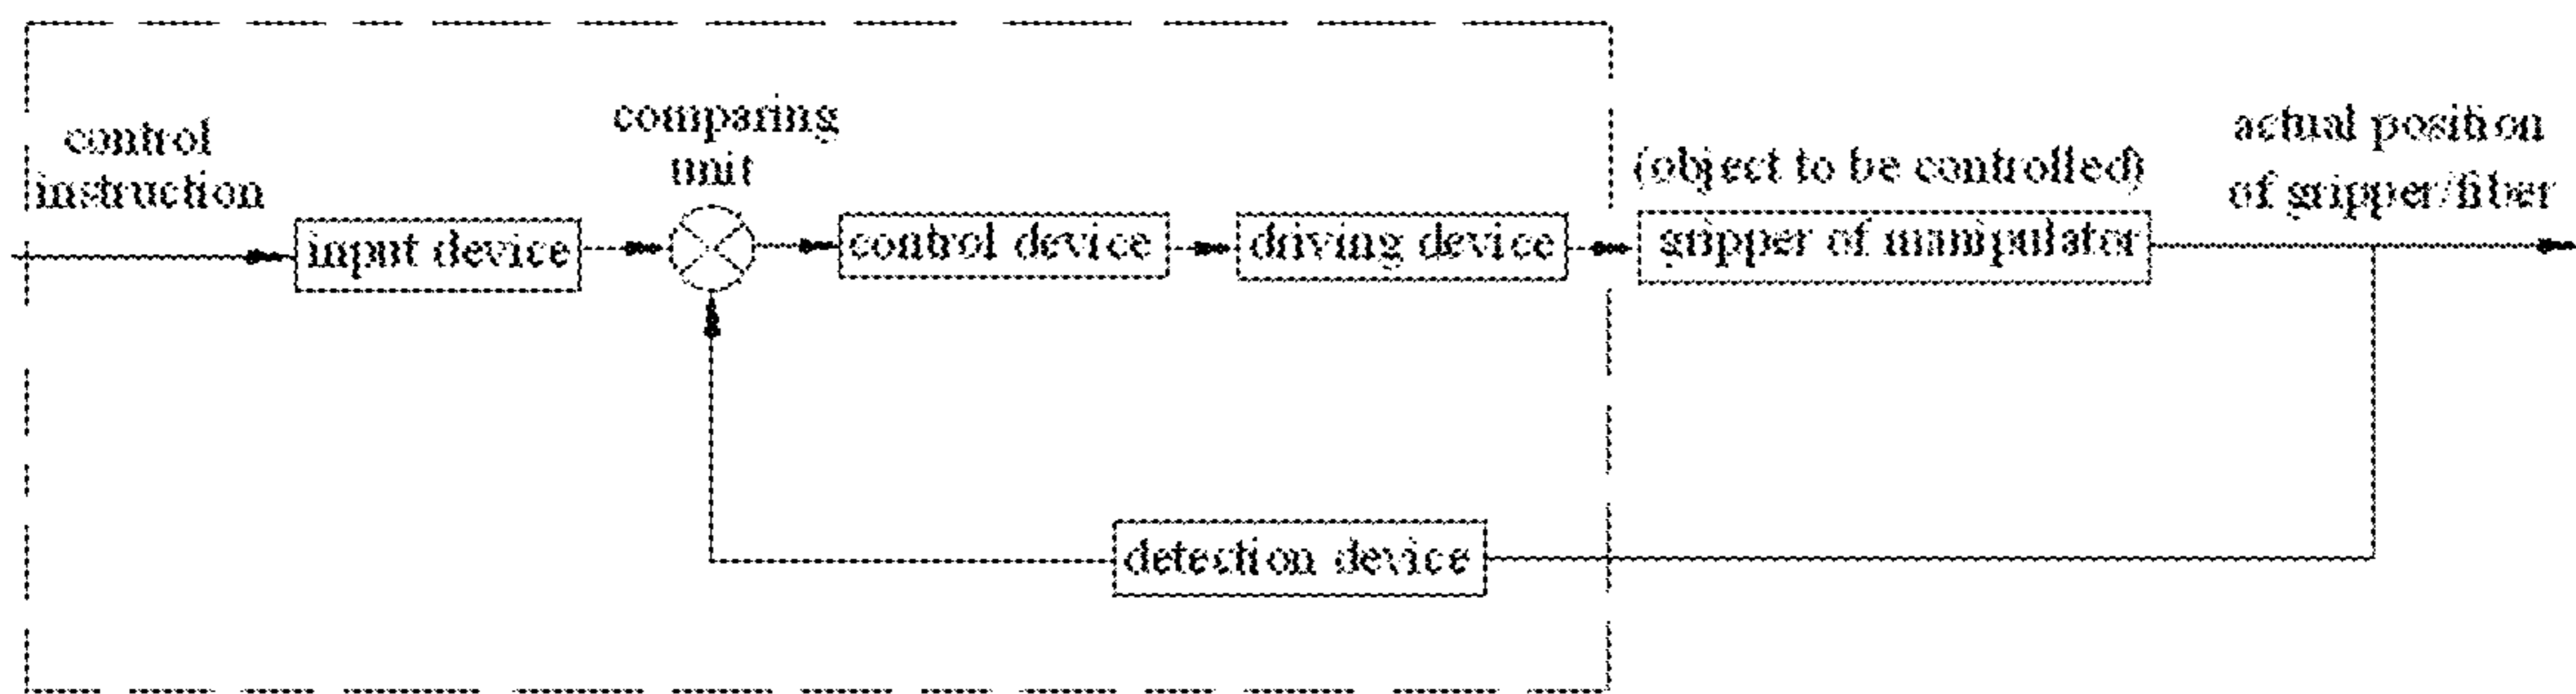 control
instruction
input device
comparing
unit
control device
driving device
(object to be controlled)
gripper of manipulator
actual position
of gripper/fiber
detection device